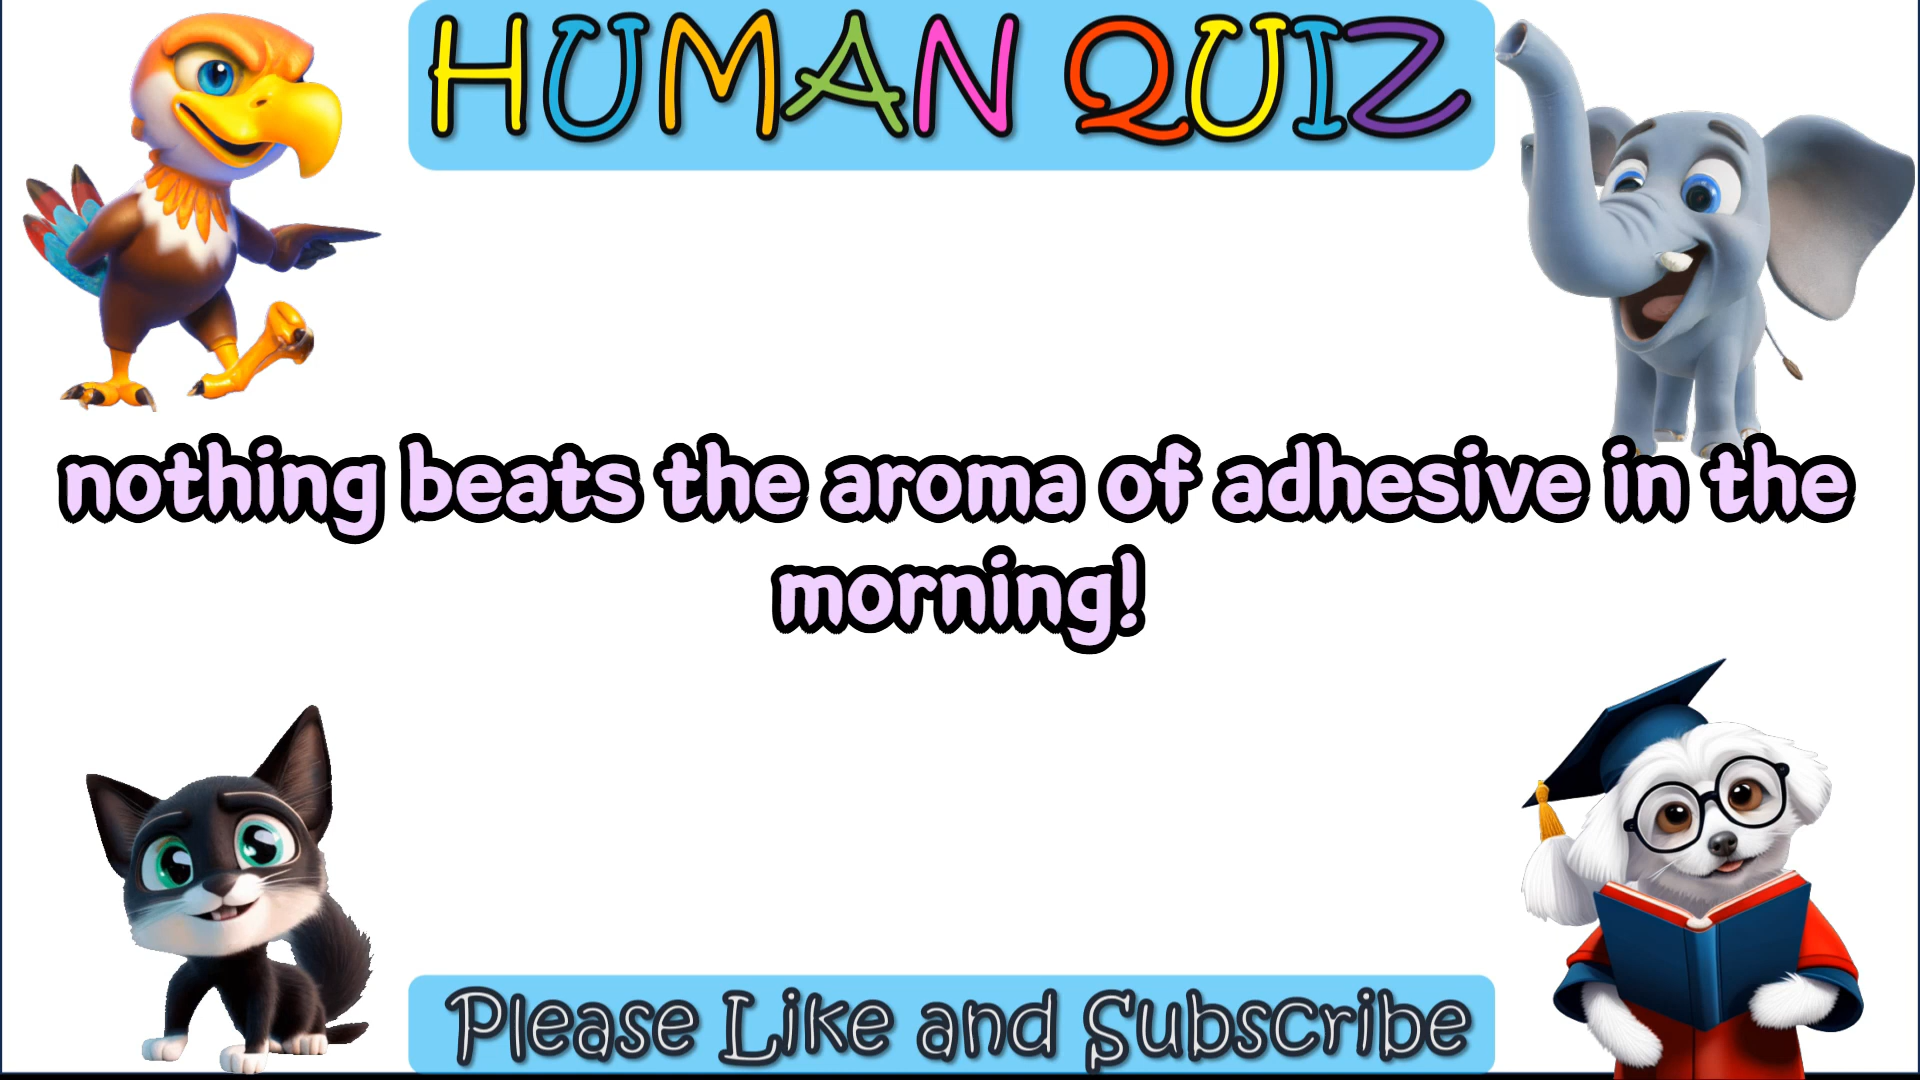 HUMAN QUIZ
nothing beats the aroma of adhesive in the
morning!
Please Like and Subscribe